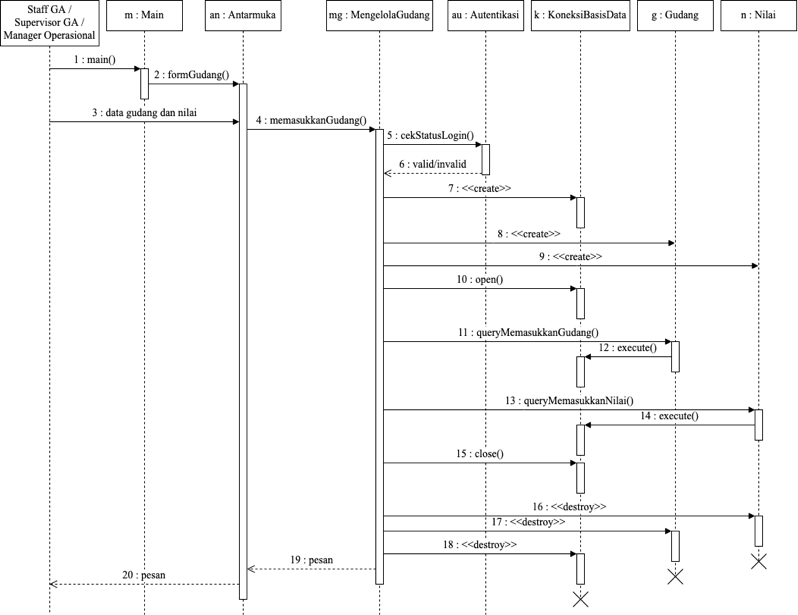 Staff GA /
Supervisor GA /
Manager Operasional
m : Main
an : Antarmuka
mg : MengelolaGudang
au : Autentikasi
k : KoneksiBasisData
g : Gudang
n : Nilai
1 : main()
2 : formGudang()
3 : data gudang dan nilai
4 : memasukkanGudang()
5 : cekStatusLogin()
6 : valid/invalid
7 : <<create>>
8 : <<create>>
9 : <<create>>
10 : open()
11 : queryMemasukkanGudang()
12 : execute()
13 : queryMemasukkanNilai()
14 : execute()
15 : close()
16 : <<destroy>>
17 : <<destroy>>
18 : <<destroy>>
19 : pesan
20 : pesan